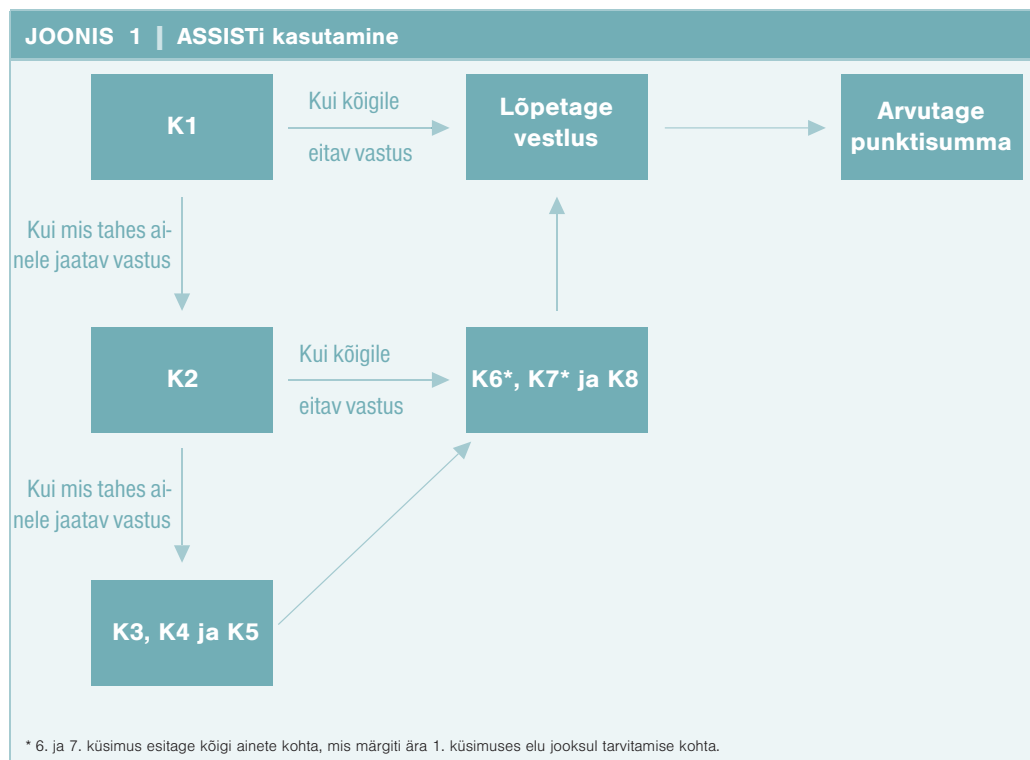 JOONIS 1 | ASSISTi kasutamine
K1
Kui kõigile
eitav vastus
Lõpetage
vestlus
Arvutage
punktisumma
Kui mis tahes ai-
nele jaatav vastus
K2
Kui kõigile
eitav vastus
K6*, K7* ja K8
Kui mis tahes ai-
nele jaatav vastus
K3, K4 ja K5
* 6. ja 7. küsimus esitage kõigi ainete kohta, mis märgiti ära 1. küsimuses elu jooksul tarvitamise kohta.